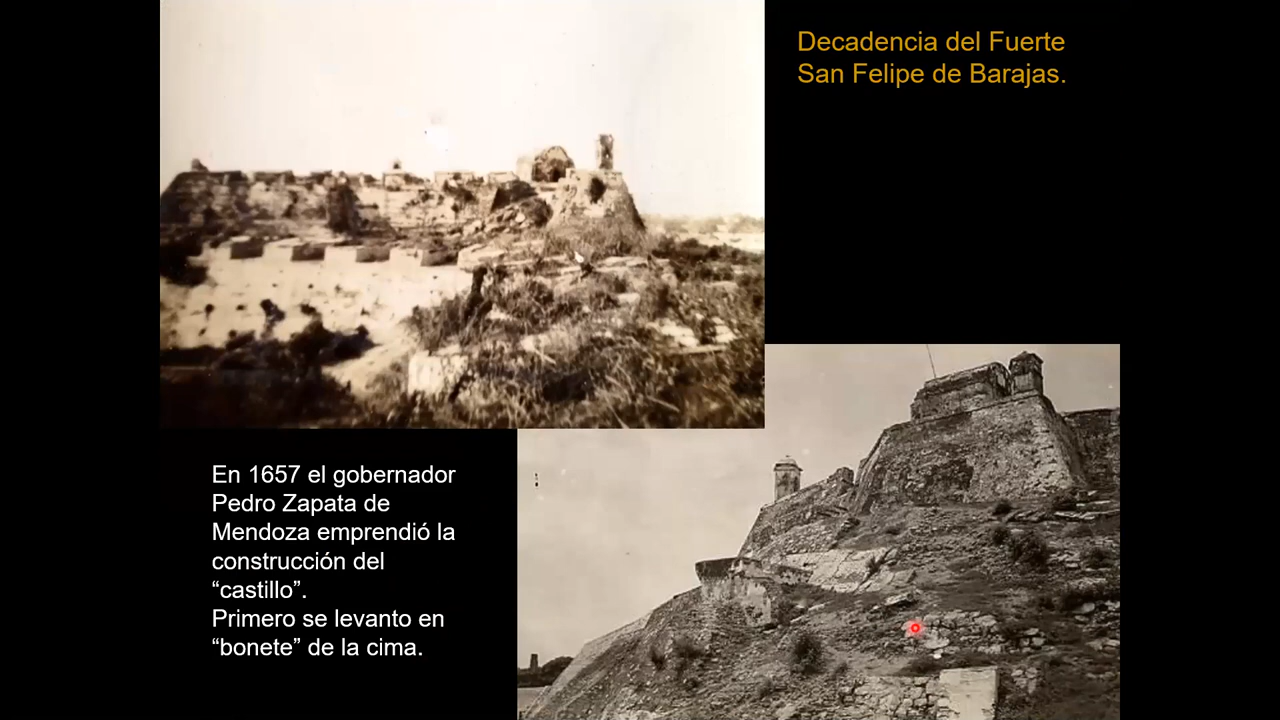 Decadencia del Fuerte
San Felipe de Barajas.
En 1657 el gobernador
Pedro Zapata de
Mendoza emprendió la
construcción del
“castillo”.
Primero se levanto en
“bonete” de la cima.